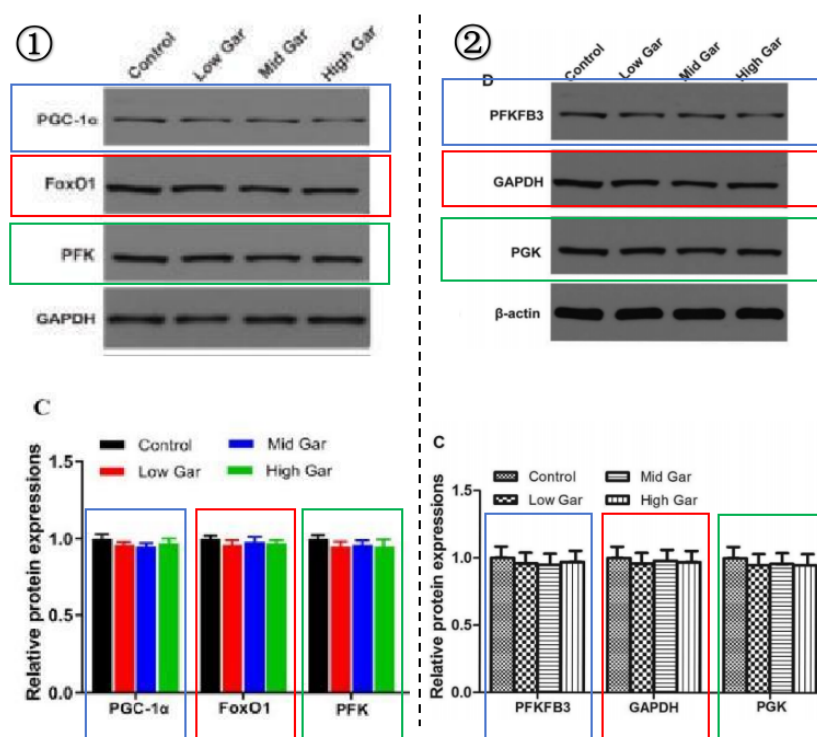 ①
Control Low Gar Mid Gar High Gar
PGC-1α
FoxO1
PFK
GAPDH
C
Control Mid Gar
Low Gar High Gar
Relative protein expressions
1.5
1.0
0.5
0.0
PGC-1α FoxO1 PFK
②
D
Control Low Gar Mid Gar High Gar
PFKFB3
GAPDH
PGK
β-actin
C
Control Mid Gar
Low Gar High Gar
Relative protein expressions
1.5
1.0
0.5
0.0
PFKFB3 GAPDH PGK